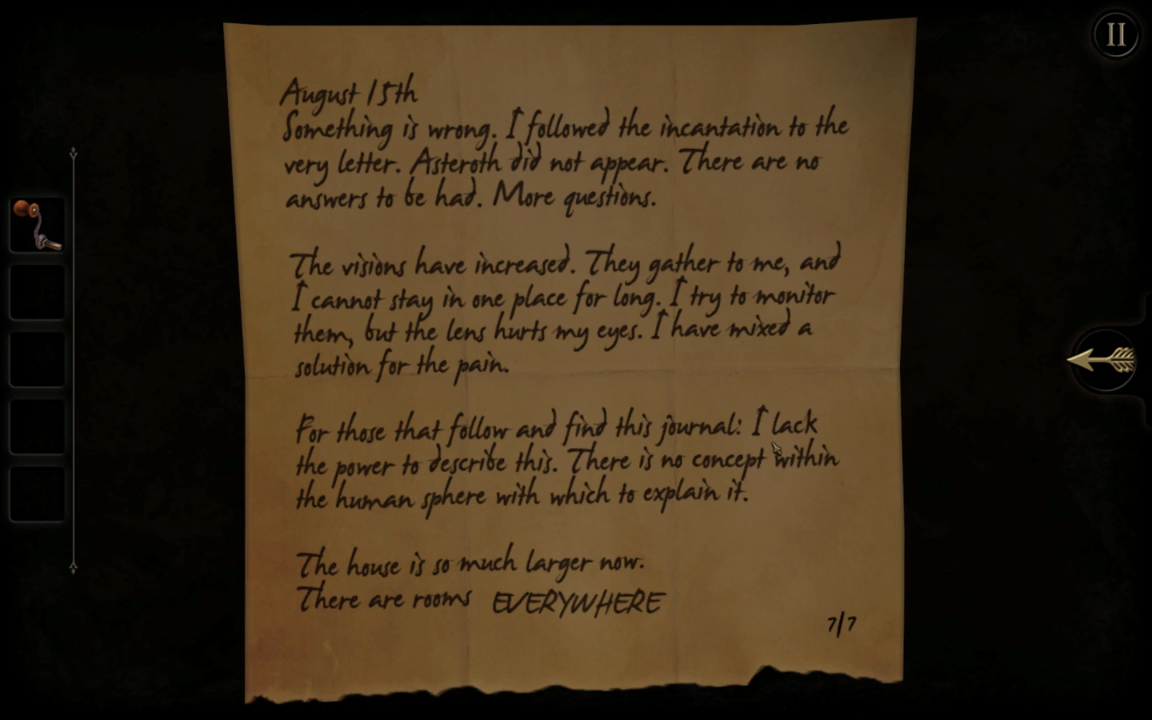 August 15th
Something is wrong. I followed the incantation to the
very letter. Asteroth did not appear. There are no
answers to be had. More questions.
The visions have increased. They gather to me, and
I cannot stay in one place for long. I try to monitor
them, but the lens hurts my eyes. I have mixed a
solution for the pain.
For those that follow and find this journal: I lack
the power to describe this. There is no concept within
the human sphere with which to explain it.
The house is so much larger now.
There are rooms EVERYWHERE
7/7